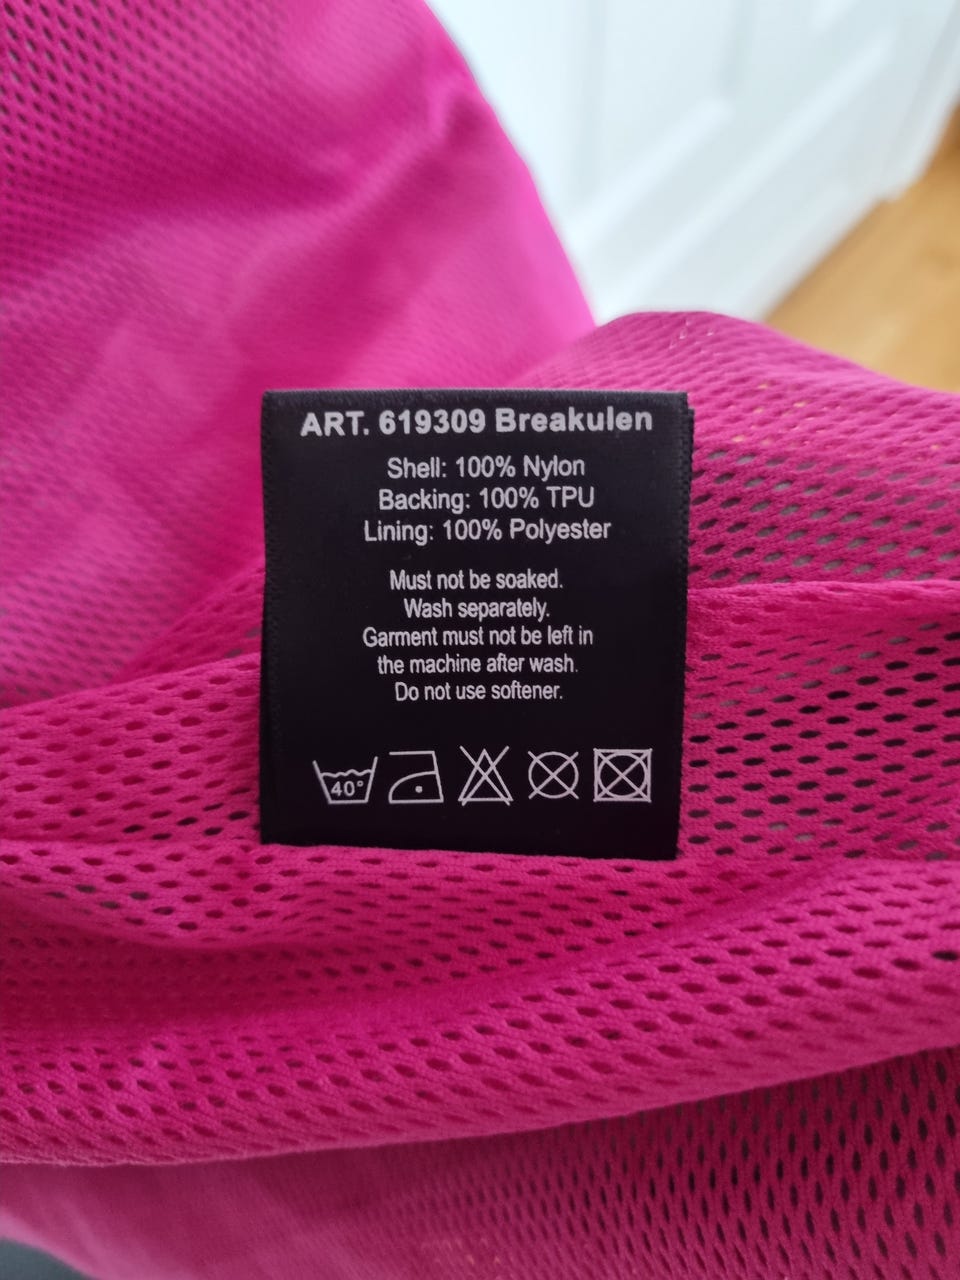 ART. 619309 Breakulen
Shell: 100% Nylon
Backing: 100% TPU
Lining: 100% Polyester
Must not be soaked.
Wash separately.
Garment must not be left in
the machine after wash.
Do not use softener.
40°